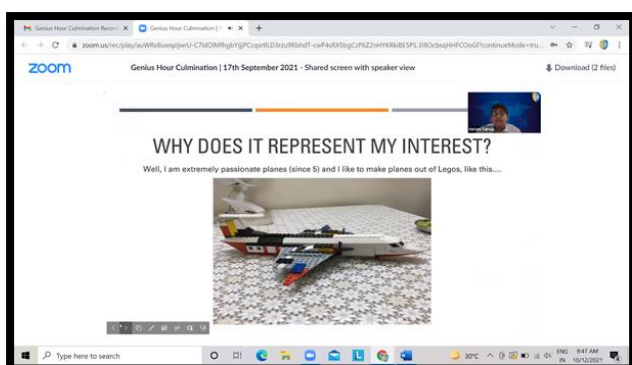 Genius Hour Culmination Record
Genius Hour Culmination |
zoom
Genius Hour Culmination | 17th September 2021 - Shared screen with speaker view
Download (2 files)
WHY DOES IT REPRESENT MY INTEREST?
Well, I am extremely passionate planes (since 5) and I like to make planes out of Legos, like this....
Type here to search
30°C
ENG
IN
9:47 AM
10/12/2021